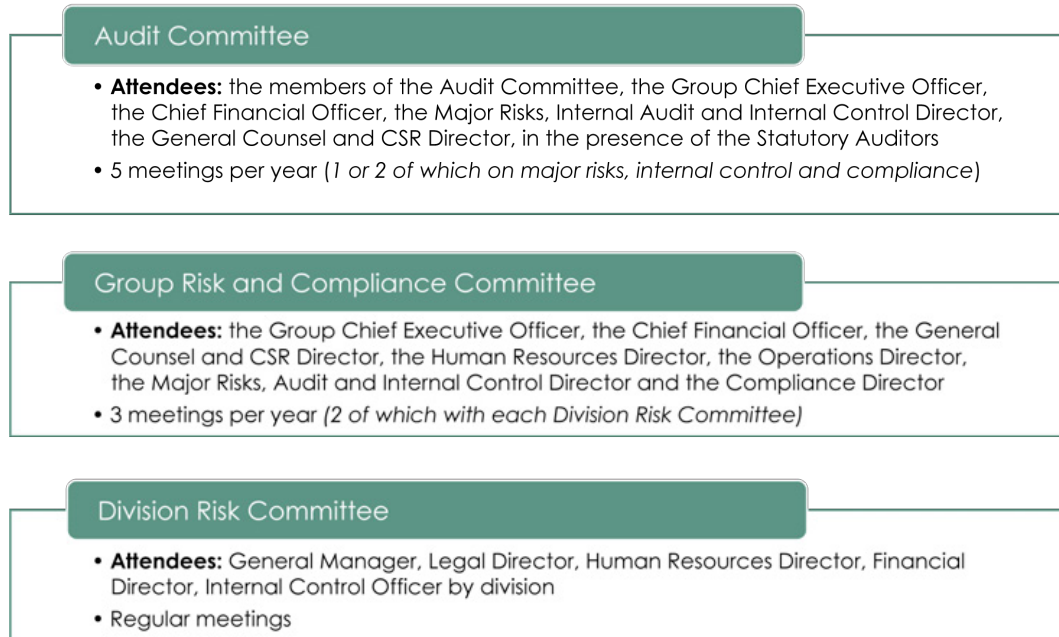 Audit Committee
• Attendees: the members of the Audit Committee, the Group Chief Executive Officer,
the Chief Financial Officer, the Major Risks, Internal Audit and Internal Control Director,
the General Counsel and CSR Director, in the presence of the Statutory Auditors
• 5 meetings per year (1 or 2 of which on major risks, internal control and compliance)
Group Risk and Compliance Committee
• Attendees: the Group Chief Executive Officer, the Chief Financial Officer, the General
Counsel and CSR Director, the Human Resources Director, the Operations Director,
the Major Risks, Audit and Internal Control Director and the Compliance Director
• 3 meetings per year (2 of which with each Division Risk Committee)
Division Risk Committee
• Attendees: General Manager, Legal Director, Human Resources Director, Financial
Director, Internal Control Officer by division
• Regular meetings